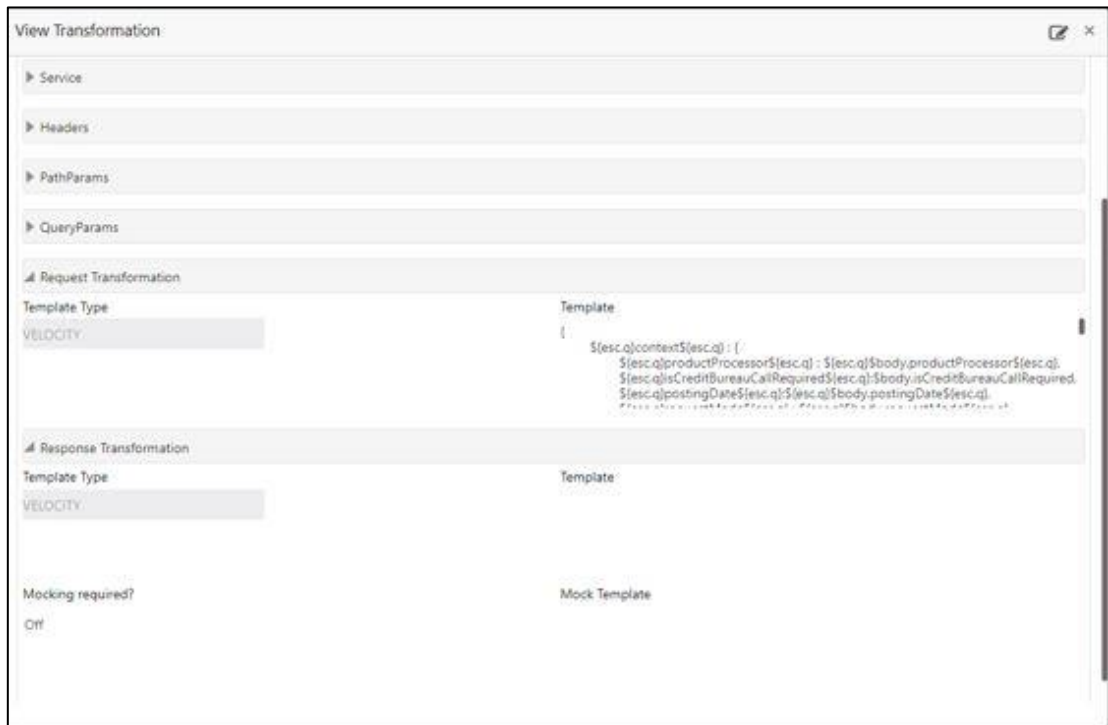 View Transformation
Service
Headers
PathParams
QueryParams
Request Transformation
Template Type
Template
VELOCITY
{
${esc.q}context${esc.q} : {
${esc.q}productProcessor${esc.q} : ${esc.q}$body.productProcessor${esc.q},
${esc.q}isCreditBureauCallRequired${esc.q}:$body.isCreditBureauCallRequired,
${esc.q}postingDate${esc.q}:${esc.q}$body.postingDate${esc.q},
Response Transformation
Template Type
Template
VELOCITY
Mocking required?
Mock Template
Off